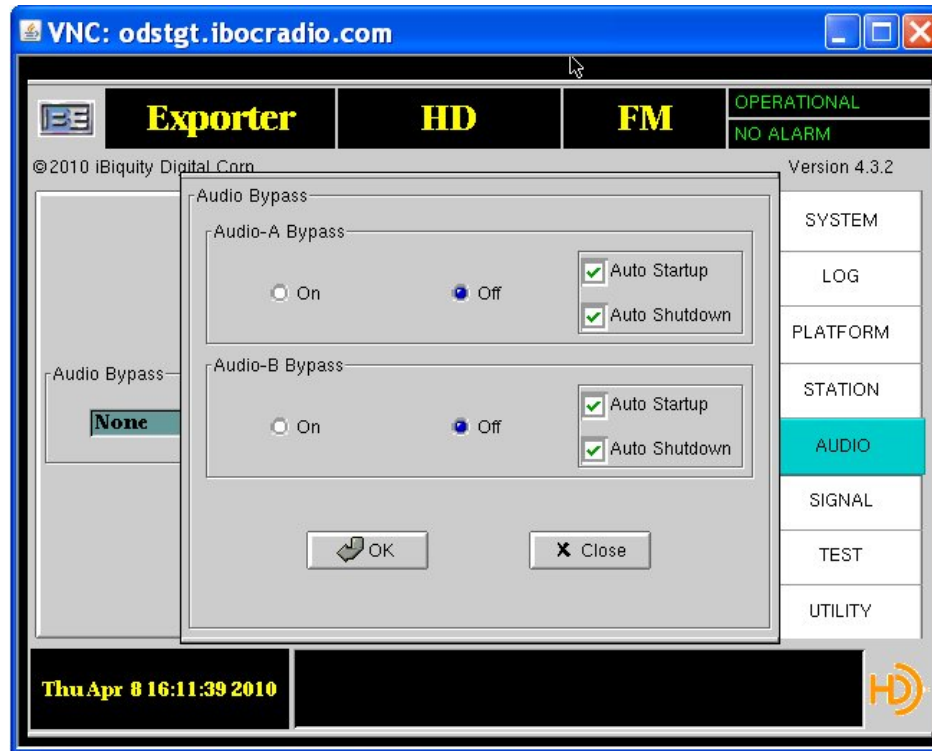 VNC: odstgt.ibocradio.com
Exporter HD FM OPERATIONAL
NO ALARM
©2010 iBiquity Digital Corp Version 4.3.2
Audio Bypass
Audio-A Bypass
On Off Auto Startup
Auto Shutdown
Audio-B Bypass
On Off Auto Startup
Auto Shutdown
OK Close
Audio Bypass
None
SYSTEM
LOG
PLATFORM
STATION
AUDIO
SIGNAL
TEST
UTILITY
Thu Apr 8 16:11:39 2010
HD